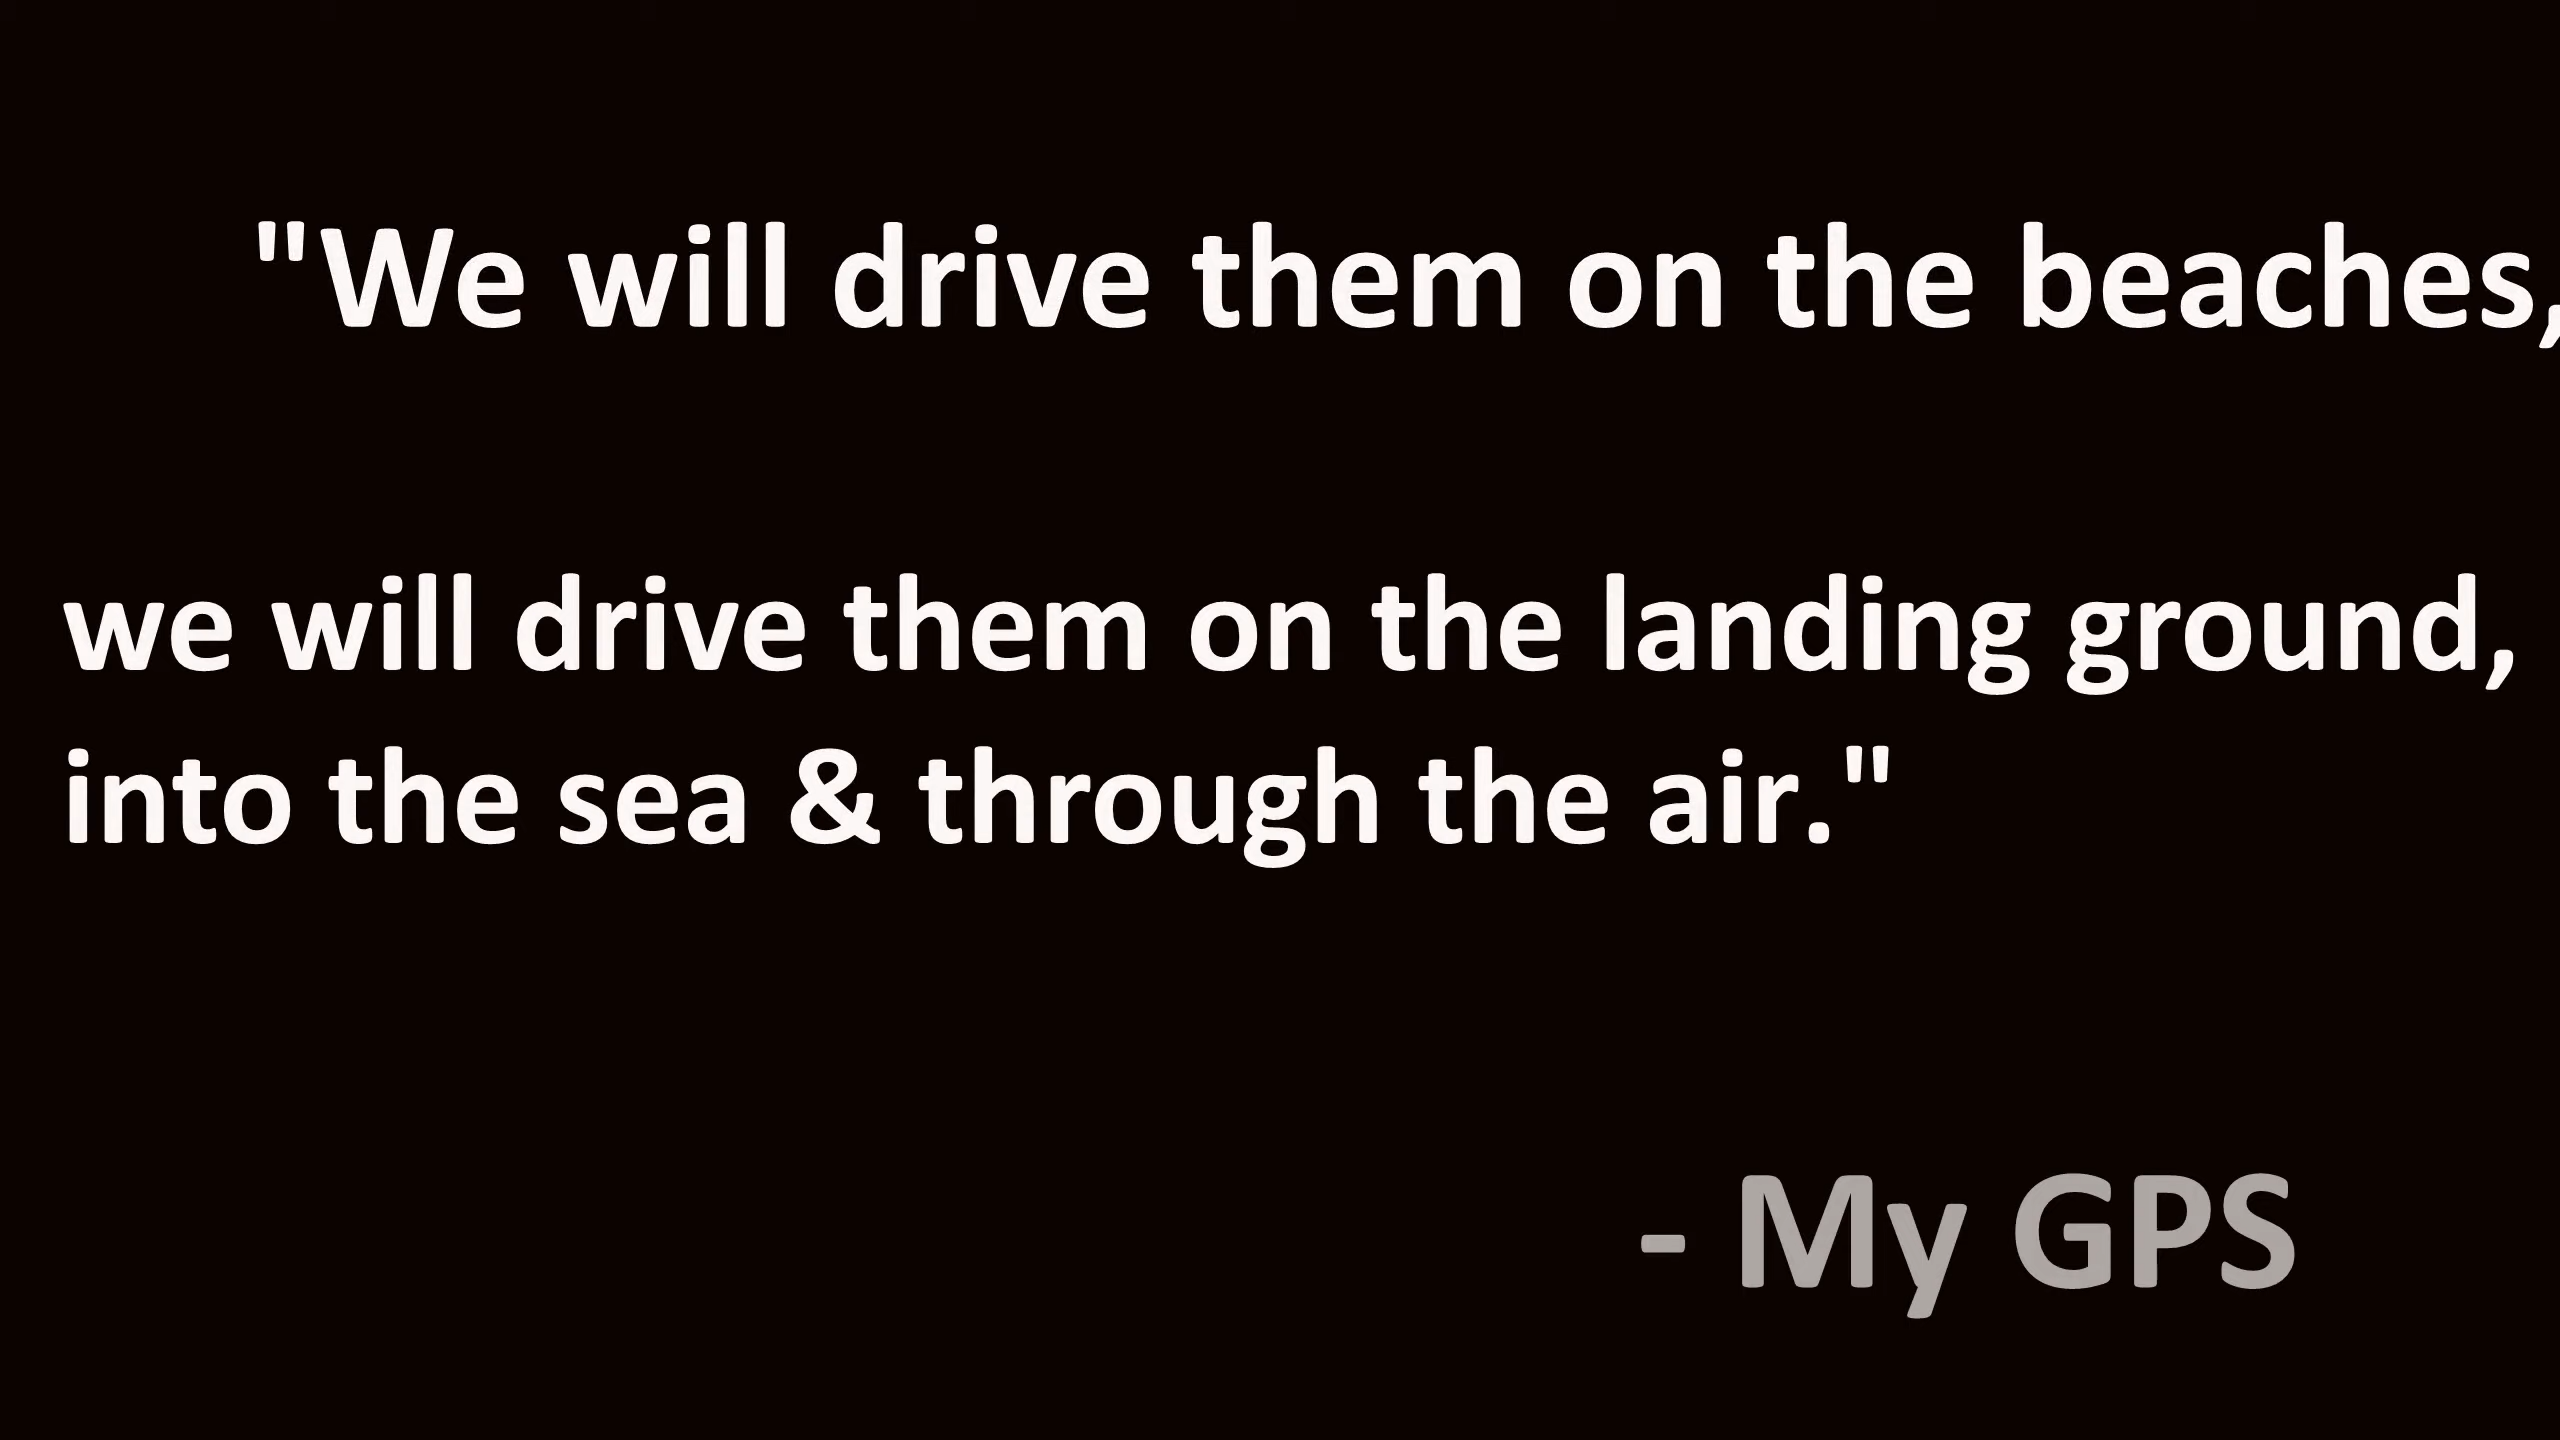 "We will drive them on the beaches,
we will drive them on the landing ground,
into the sea & through the air."
- My GPS